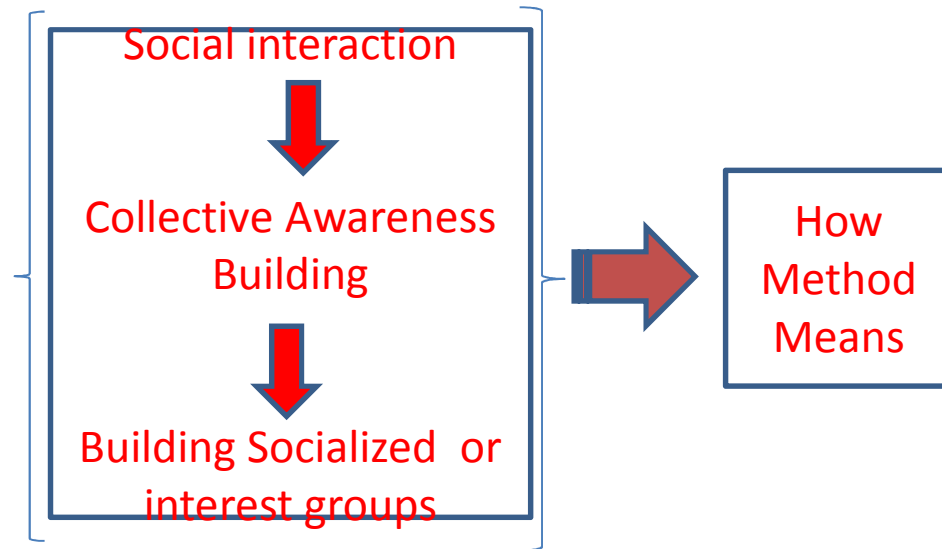 Social interaction
Collective Awareness
Building
Building Socialized or
interest groups
How
Method
Means